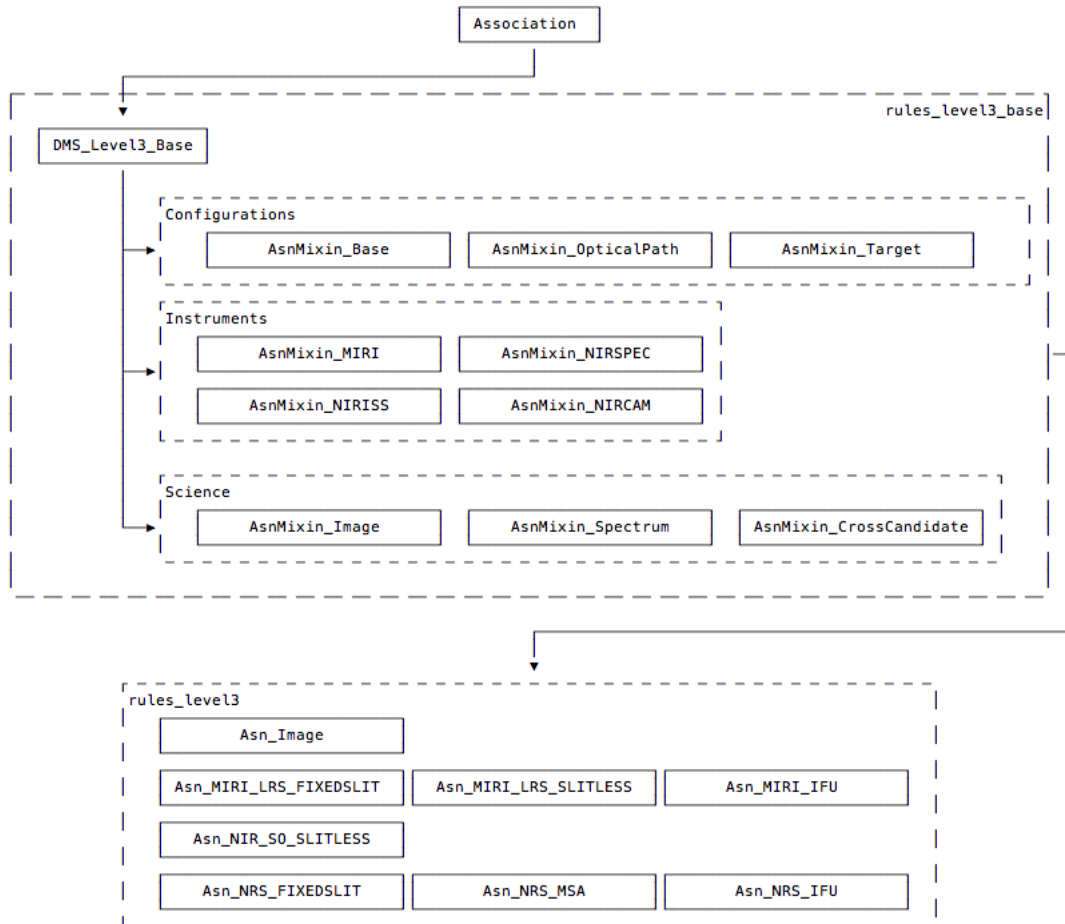 Association
rules_level3_base
DMS_Level3_Base
Configurations
AsnMixin_Base AsnMixin_OpticalPath AsnMixin_Target
Instruments
AsnMixin_MIRI AsnMixin_NIRSPEC
AsnMixin_NIRISS AsnMixin_NIRCAM
Science
AsnMixin_Image AsnMixin_Spectrum AsnMixin_CrossCandidate
rules_level3
Asn_Image
Asn_MIRI_LRS_FIXEDSLIT Asn_MIRI_LRS_SLITLESS Asn_MIRI_IFU
Asn_NIR_SO_SLITLESS
Asn_NRS_FIXEDSLIT Asn_NRS_MSA Asn_NRS_IFU